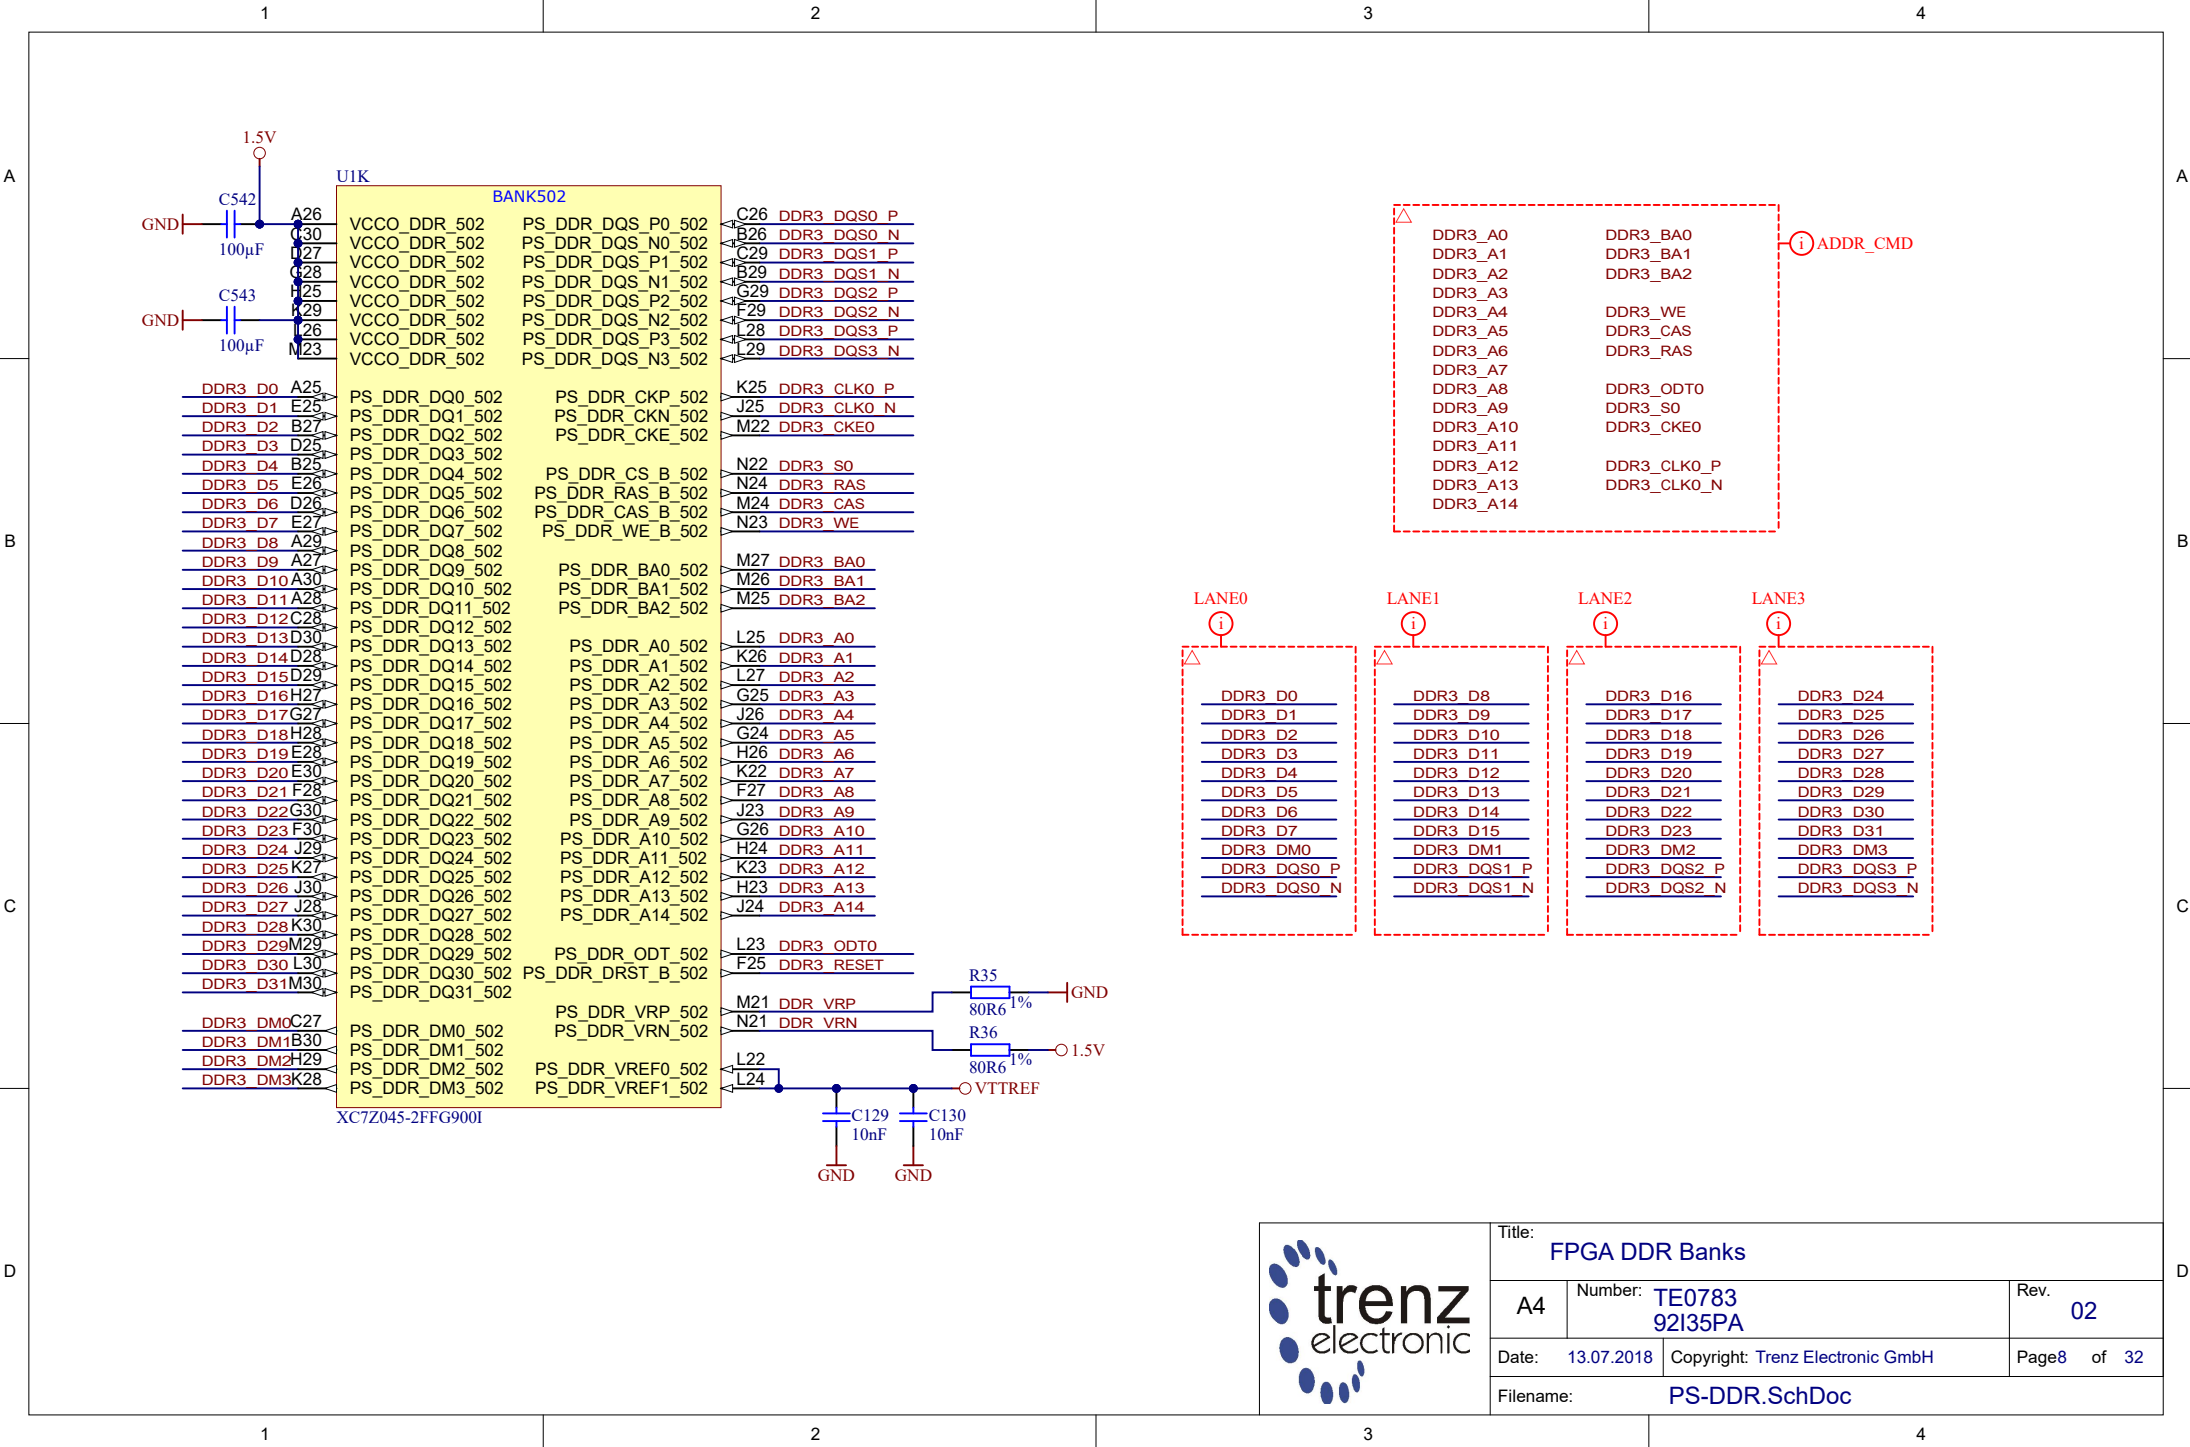 1 2 3 4
A A
B B
C C
D D
1.5V
U1K
BANK502
C542
GND
100µF
C543
GND
100µF
A26 VCCO_DDR_502
C30 VCCO_DDR_502
D27 VCCO_DDR_502
G28 VCCO_DDR_502
H25 VCCO_DDR_502
K29 VCCO_DDR_502
L26 VCCO_DDR_502
M23 VCCO_DDR_502
DDR3_D0 A25 PS_DDR_DQ0_502
DDR3_D1 E25 PS_DDR_DQ1_502
DDR3_D2 B27 PS_DDR_DQ2_502
DDR3_D3 D25 PS_DDR_DQ3_502
DDR3_D4 B25 PS_DDR_DQ4_502
DDR3_D5 E26 PS_DDR_DQ5_502
DDR3_D6 D26 PS_DDR_DQ6_502
DDR3_D7 E27 PS_DDR_DQ7_502
DDR3_D8 A29 PS_DDR_DQ8_502
DDR3_D9 A27 PS_DDR_DQ9_502
DDR3_D10 A30 PS_DDR_DQ10_502
DDR3_D11 A28 PS_DDR_DQ11_502
DDR3_D12 C28 PS_DDR_DQ12_502
DDR3_D13 D30 PS_DDR_DQ13_502
DDR3_D14 D28 PS_DDR_DQ14_502
DDR3_D15 D29 PS_DDR_DQ15_502
DDR3_D16 H27 PS_DDR_DQ16_502
DDR3_D17 G27 PS_DDR_DQ17_502
DDR3_D18 H28 PS_DDR_DQ18_502
DDR3_D19 E28 PS_DDR_DQ19_502
DDR3_D20 E30 PS_DDR_DQ20_502
DDR3_D21 F28 PS_DDR_DQ21_502
DDR3_D22 G30 PS_DDR_DQ22_502
DDR3_D23 F30 PS_DDR_DQ23_502
DDR3_D24 J29 PS_DDR_DQ24_502
DDR3_D25 K27 PS_DDR_DQ25_502
DDR3_D26 J30 PS_DDR_DQ26_502
DDR3_D27 J28 PS_DDR_DQ27_502
DDR3_D28 K30 PS_DDR_DQ28_502
DDR3_D29 M29 PS_DDR_DQ29_502
DDR3_D30 L30 PS_DDR_DQ30_502
DDR3_D31 M30 PS_DDR_DQ31_502
DDR3_DM0 C27 PS_DDR_DM0_502
DDR3_DM1 B30 PS_DDR_DM1_502
DDR3_DM2 H29 PS_DDR_DM2_502
DDR3_DM3 K28 PS_DDR_DM3_502
XC7Z045-2FFG900I
PS_DDR_DQS_P0_502 C26 DDR3_DQS0_P
PS_DDR_DQS_N0_502 B26 DDR3_DQS0_N
PS_DDR_DQS_P1_502 C29 DDR3_DQS1_P
PS_DDR_DQS_N1_502 B29 DDR3_DQS1_N
PS_DDR_DQS_P2_502 G29 DDR3_DQS2_P
PS_DDR_DQS_N2_502 F29 DDR3_DQS2_N
PS_DDR_DQS_P3_502 L28 DDR3_DQS3_P
PS_DDR_DQS_N3_502 L29 DDR3_DQS3_N
PS_DDR_CKP_502 K25 DDR3_CLK0_P
PS_DDR_CKN_502 J25 DDR3_CLK0_N
PS_DDR_CKE_502 M22 DDR3_CKE0
PS_DDR_CS_B_502 N22 DDR3_S0
PS_DDR_RAS_B_502 N24 DDR3_RAS
PS_DDR_CAS_B_502 M24 DDR3_CAS
PS_DDR_WE_B_502 N23 DDR3_WE
PS_DDR_BA0_502 M27 DDR3_BA0
PS_DDR_BA1_502 M26 DDR3_BA1
PS_DDR_BA2_502 M25 DDR3_BA2
PS_DDR_A0_502 L25 DDR3_A0
PS_DDR_A1_502 K26 DDR3_A1
PS_DDR_A2_502 L27 DDR3_A2
PS_DDR_A3_502 G25 DDR3_A3
PS_DDR_A4_502 J26 DDR3_A4
PS_DDR_A5_502 G24 DDR3_A5
PS_DDR_A6_502 H26 DDR3_A6
PS_DDR_A7_502 K22 DDR3_A7
PS_DDR_A8_502 F27 DDR3_A8
PS_DDR_A9_502 J23 DDR3_A9
PS_DDR_A10_502 G26 DDR3_A10
PS_DDR_A11_502 H24 DDR3_A11
PS_DDR_A12_502 K23 DDR3_A12
PS_DDR_A13_502 H23 DDR3_A13
PS_DDR_A14_502 J24 DDR3_A14
PS_DDR_ODT_502 L23 DDR3_ODT0
PS_DDR_DRST_B_502 F25 DDR3_RESET
PS_DDR_VRP_502 M21 DDR_VRP
PS_DDR_VRN_502 N21 DDR_VRN
PS_DDR_VREF0_502 L22
PS_DDR_VREF1_502 L24
R35
80R6 1% GND
R36
80R6 1% 1.5V
VTTREF
C129 C130
10nF 10nF
GND GND
ADDR_CMD
DDR3_A0 DDR3_BA0
DDR3_A1 DDR3_BA1
DDR3_A2 DDR3_BA2
DDR3_A3
DDR3_A4 DDR3_WE
DDR3_A5 DDR3_CAS
DDR3_A6 DDR3_RAS
DDR3_A7
DDR3_A8 DDR3_ODT0
DDR3_A9 DDR3_S0
DDR3_A10 DDR3_CKE0
DDR3_A11
DDR3_A12 DDR3_CLK0_P
DDR3_A13 DDR3_CLK0_N
DDR3_A14
LANE0 LANE1 LANE2 LANE3
i i i i
DDR3_D0 DDR3_D8 DDR3_D16 DDR3_D24
DDR3_D1 DDR3_D9 DDR3_D17 DDR3_D25
DDR3_D2 DDR3_D10 DDR3_D18 DDR3_D26
DDR3_D3 DDR3_D11 DDR3_D19 DDR3_D27
DDR3_D4 DDR3_D12 DDR3_D20 DDR3_D28
DDR3_D5 DDR3_D13 DDR3_D21 DDR3_D29
DDR3_D6 DDR3_D14 DDR3_D22 DDR3_D30
DDR3_D7 DDR3_D15 DDR3_D23 DDR3_D31
DDR3_DM0 DDR3_DM1 DDR3_DM2 DDR3_DM3
DDR3_DQS0_P DDR3_DQS1_P DDR3_DQS2_P DDR3_DQS3_P
DDR3_DQS0_N DDR3_DQS1_N DDR3_DQS2_N DDR3_DQS3_N
trenz
electronic
Title:
FPGA DDR Banks
A4 Number: TE0783
92I35PA
Rev.
02
Date: 13.07.2018 Copyright: Trenz Electronic GmbH Page8 of 32
Filename: PS-DDR.SchDoc
1 2 3 4